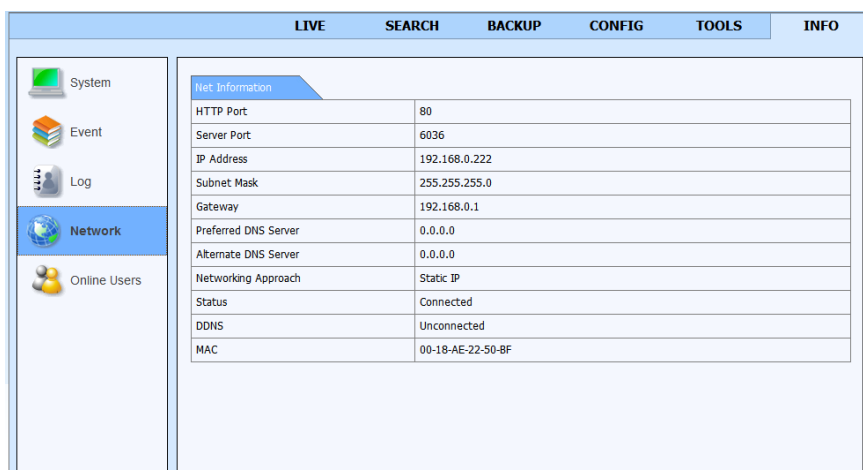 LIVE SEARCH BACKUP CONFIG TOOLS INFO
System
Event
Log
Network
Online Users
Net Information
HTTP Port 80
Server Port 6036
IP Address 192.168.0.222
Subnet Mask 255.255.255.0
Gateway 192.168.0.1
Preferred DNS Server 0.0.0.0
Alternate DNS Server 0.0.0.0
Networking Approach Static IP
Status Connected
DDNS Unconnected
MAC 00-18-AE-22-50-BF